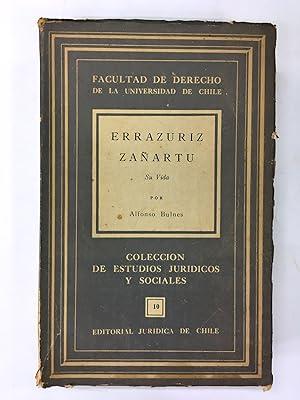 FACULTAD DE DERECHO
DE LA UNIVERSIDAD DE CHILE
ERRAZURIZ
ZAÑARTU
Su Vida
POR
Alfonso Bulnes
COLECCION
DE ESTUDIOS JURIDICOS
Y SOCIALES
10
EDITORIAL JURIDICA DE CHILE